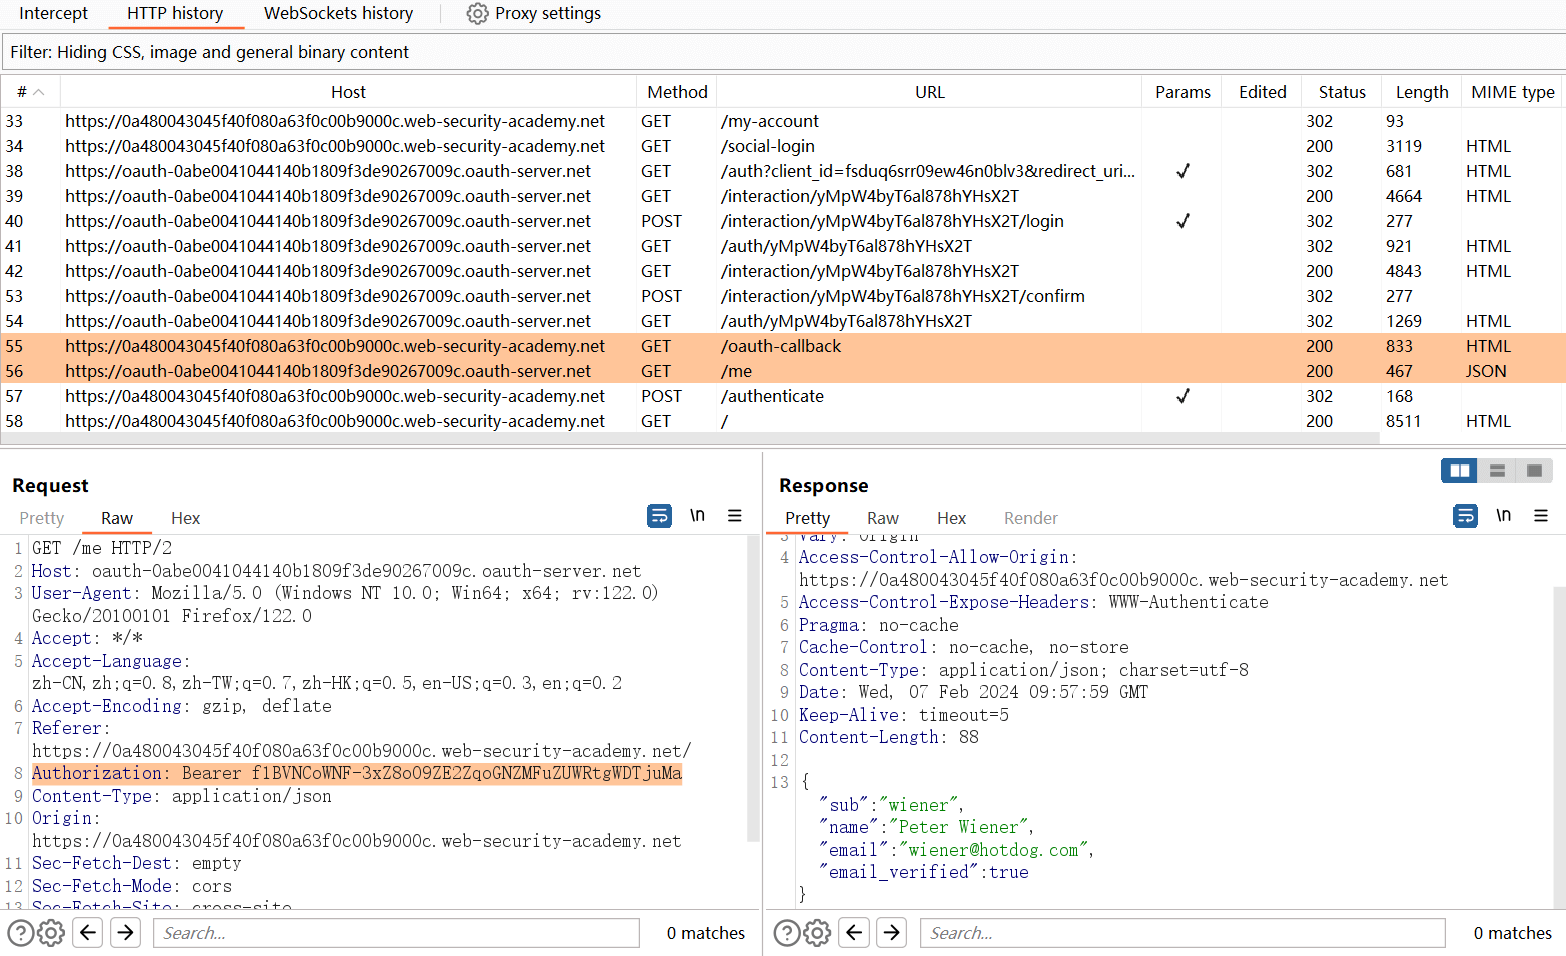 Intercept HTTP history WebSockets history Proxy settings
Filter: Hiding CSS, image and general binary content
# Host Method URL Params Edited Status Length MIME type
33 https://0a480043045f40f080a63f0c00b9000c.web-security-academy.net GET /my-account 302 93
34 https://0a480043045f40f080a63f0c00b9000c.web-security-academy.net GET /social-login 200 3119 HTML
38 https://oauth-0abe0041044140b1809f3de90267009c.oauth-server.net GET /auth?client_id=fsduq6srr09ew46n0blv3&redirect_uri... ✓ 302 681 HTML
39 https://oauth-0abe0041044140b1809f3de90267009c.oauth-server.net GET /interaction/yMpW4byT6al878hYHsX2T 200 4664 HTML
40 https://oauth-0abe0041044140b1809f3de90267009c.oauth-server.net POST /interaction/yMpW4byT6al878hYHsX2T/login ✓ 302 277
41 https://oauth-0abe0041044140b1809f3de90267009c.oauth-server.net GET /auth/yMpW4byT6al878hYHsX2T 302 921 HTML
42 https://oauth-0abe0041044140b1809f3de90267009c.oauth-server.net GET /interaction/yMpW4byT6al878hYHsX2T 200 4843 HTML
53 https://oauth-0abe0041044140b1809f3de90267009c.oauth-server.net POST /interaction/yMpW4byT6al878hYHsX2T/confirm 302 277
54 https://oauth-0abe0041044140b1809f3de90267009c.oauth-server.net GET /auth/yMpW4byT6al878hYHsX2T 302 1269 HTML
55 https://0a480043045f40f080a63f0c00b9000c.web-security-academy.net GET /oauth-callback 200 833 HTML
56 https://oauth-0abe0041044140b1809f3de90267009c.oauth-server.net GET /me 200 467 JSON
57 https://0a480043045f40f080a63f0c00b9000c.web-security-academy.net POST /authenticate ✓ 302 168
58 https://0a480043045f40f080a63f0c00b9000c.web-security-academy.net GET / 200 8511 HTML
Request
Pretty Raw Hex \n
1 GET /me HTTP/2
2 Host: oauth-0abe0041044140b1809f3de90267009c.oauth-server.net
3 User-Agent: Mozilla/5.0 (Windows NT 10.0; Win64; x64; rv:122.0)
Gecko/20100101 Firefox/122.0
4 Accept: */*
5 Accept-Language:
zh-CN,zh;q=0.8,zh-TW;q=0.7,zh-HK;q=0.5,en-US;q=0.3,en;q=0.2
6 Accept-Encoding: gzip, deflate
7 Referer:
https://0a480043045f40f080a63f0c00b9000c.web-security-academy.net/
8 Authorization: Bearer f1BVNCoWNF-3xZ8o09ZE2ZqoGNZMFuZUWRtgWDTjuMa
9 Content-Type: application/json
10 Origin:
https://0a480043045f40f080a63f0c00b9000c.web-security-academy.net
11 Sec-Fetch-Dest: empty
12 Sec-Fetch-Mode: cors
13 Sec-Fetch-Site: cross-site
Search... 0 matches
Response
Pretty Raw Hex Render \n
3 Vary: Origin
4 Access-Control-Allow-Origin:
https://0a480043045f40f080a63f0c00b9000c.web-security-academy.net
5 Access-Control-Expose-Headers: WWW-Authenticate
6 Pragma: no-cache
7 Cache-Control: no-cache, no-store
8 Content-Type: application/json; charset=utf-8
9 Date: Wed, 07 Feb 2024 09:57:59 GMT
10 Keep-Alive: timeout=5
11 Content-Length: 88
12
13 {
"sub":"wiener",
"name":"Peter Wiener",
"email":"wiener@hotdog.com",
"email_verified":true
}
Search... 0 matches